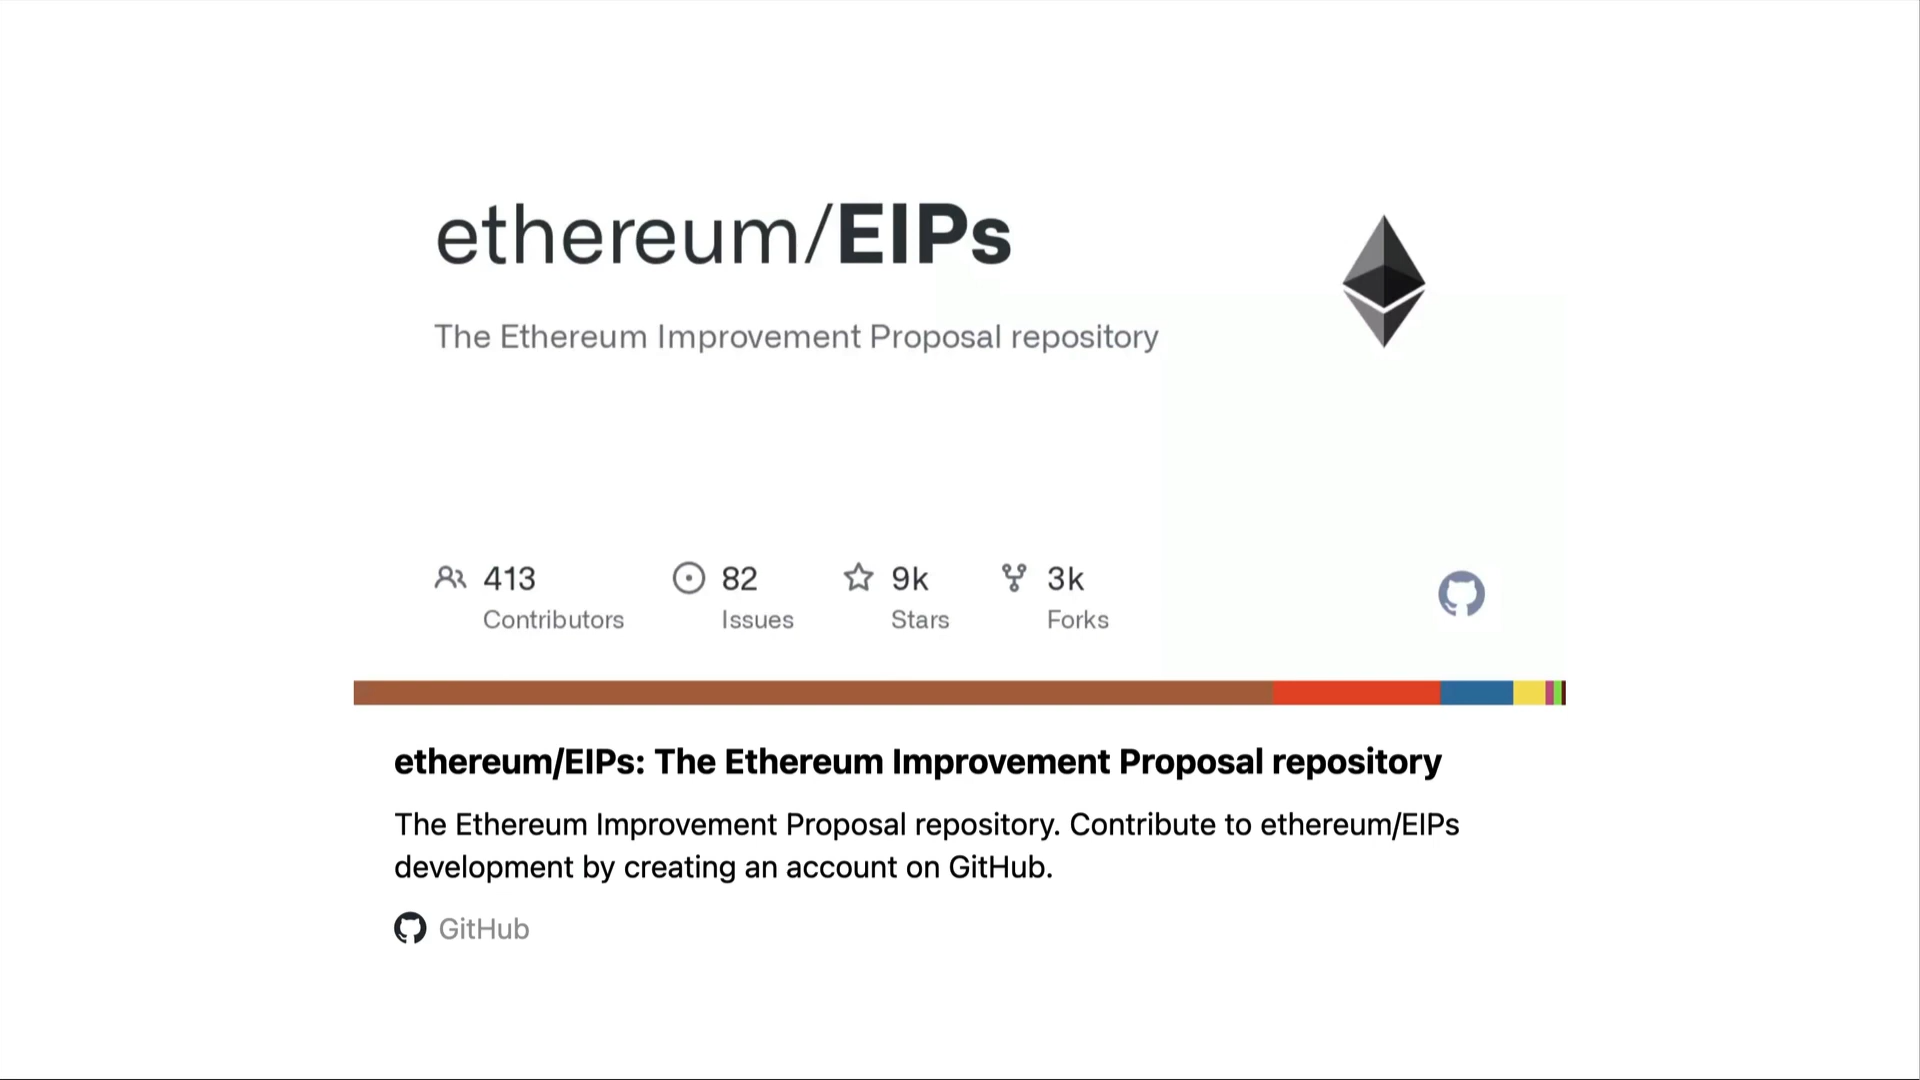 ethereum/EIPs
The Ethereum Improvement Proposal repository
413 82 9k 3k
Contributors Issues Stars Forks
ethereum/EIPs: The Ethereum Improvement Proposal repository
The Ethereum Improvement Proposal repository. Contribute to ethereum/EIPs
development by creating an account on GitHub.
GitHub